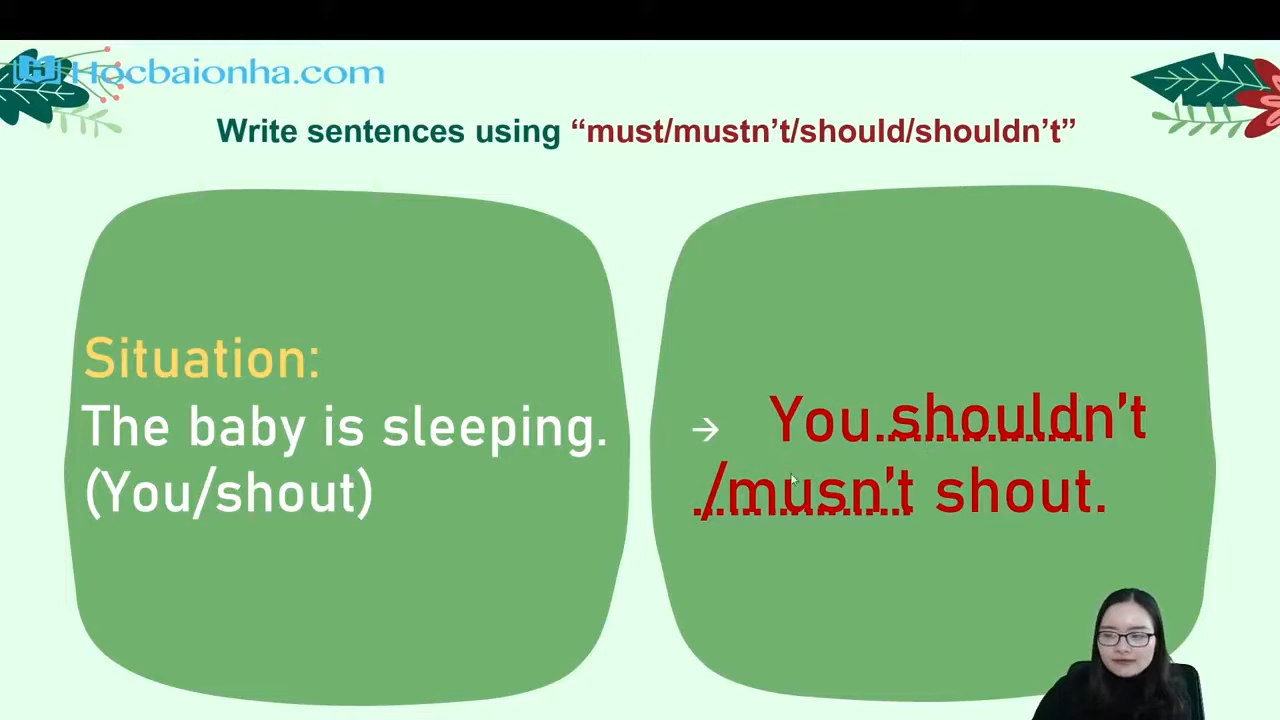 Hocbaionha.com
Write sentences using “must/mustn’t/should/shouldn’t”
Situation:
The baby is sleeping.
(You/shout)
→ You shouldn’t
/musn’t shout.